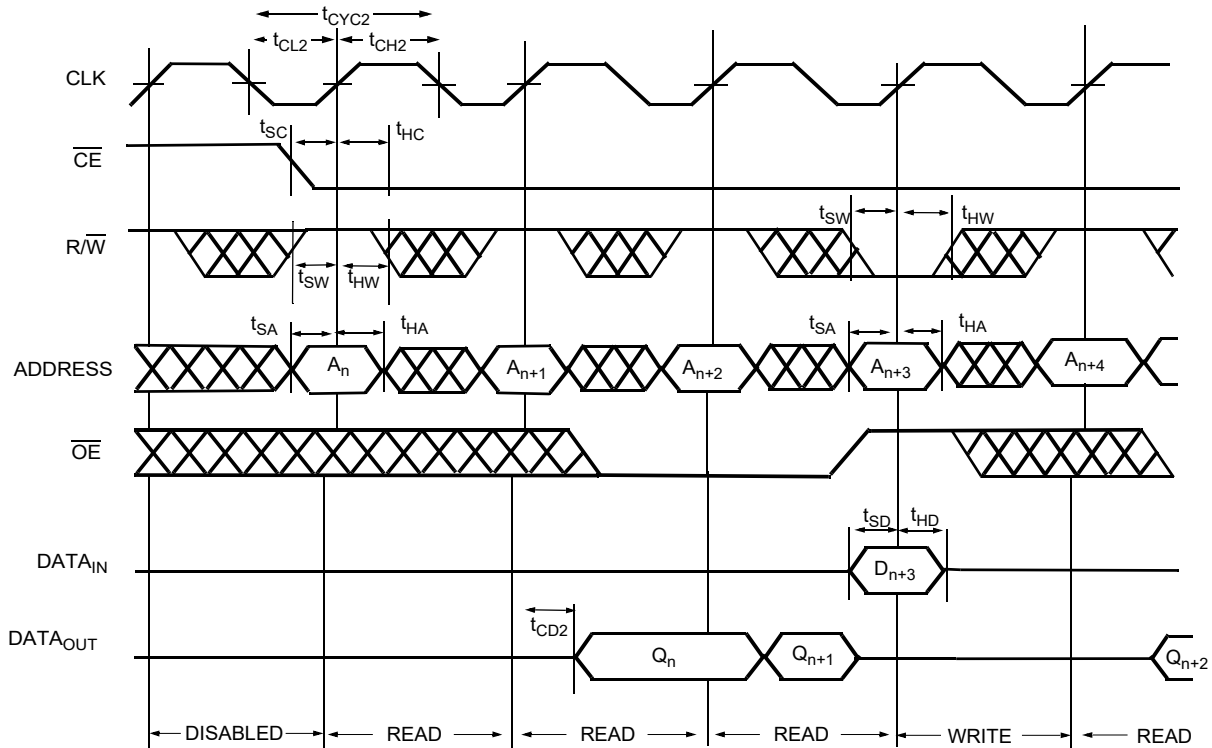 tCYC2
tCL2 tCH2
CLK
tSC tHC
CE
tSW tHW
R/W
tSW tHW
tSA tHA tSA tHA
ADDRESS An An+1 An+2 An+3 An+4
OE
tSD tHD
DATAIN Dn+3
tCD2
DATAOUT Qn Qn+1 Qn+2
DISABLED READ READ READ WRITE READ